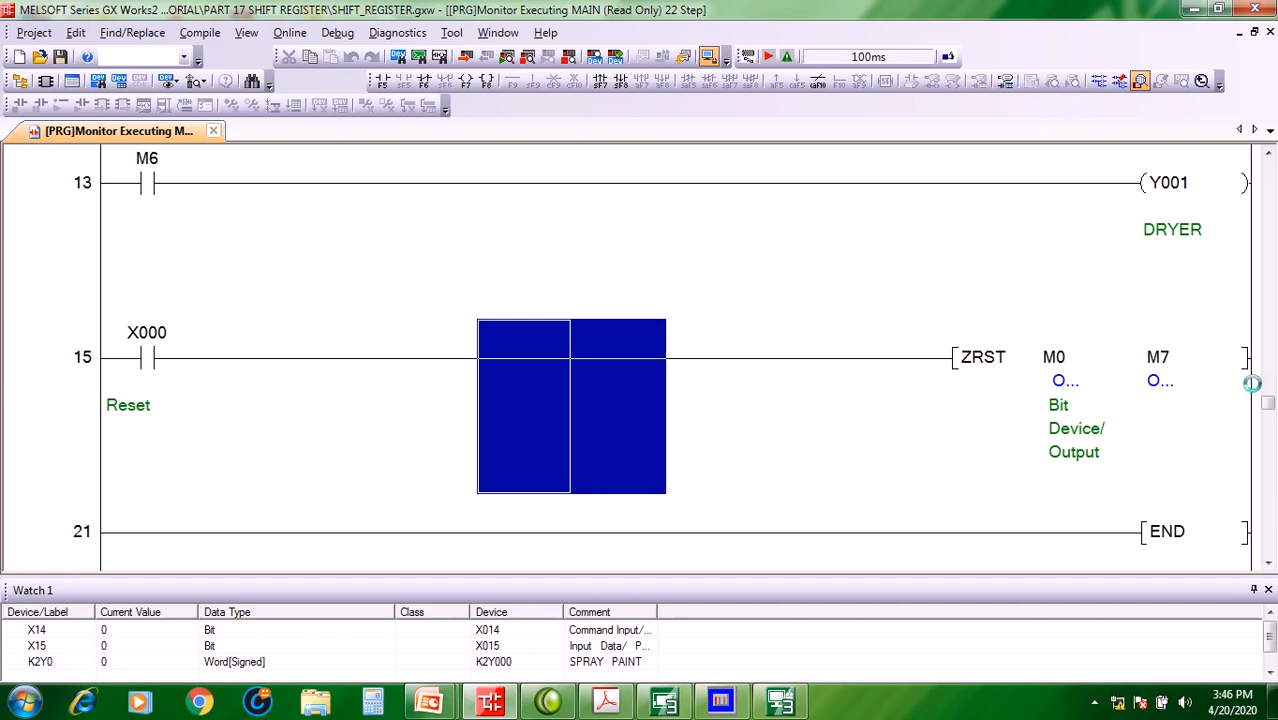 MELSOFT Series GX Works2 ...ORIAL\PART 17 SHIFT REGISTER\SHIFT_REGISTER.gxw - [[PRG]Monitor Executing MAIN (Read Only) 22 Step]
Project Edit Find/Replace Compile View Online Debug Diagnostics Tool Window Help
100ms
[PRG]Monitor Executing M...
M6
13
Y001
DRYER
X000
15
ZRST M0 M7
O... O...
Reset
Bit
Device/
Output
21
END
Watch 1
Device/Label Current Value Data Type Class Device Comment
X14 0 Bit X014 Command Input/...
X15 0 Bit X015 Input Data/ P...
K2Y0 0 Word[Signed] K2Y000 SPRAY PAINT
3:46 PM
4/20/2020